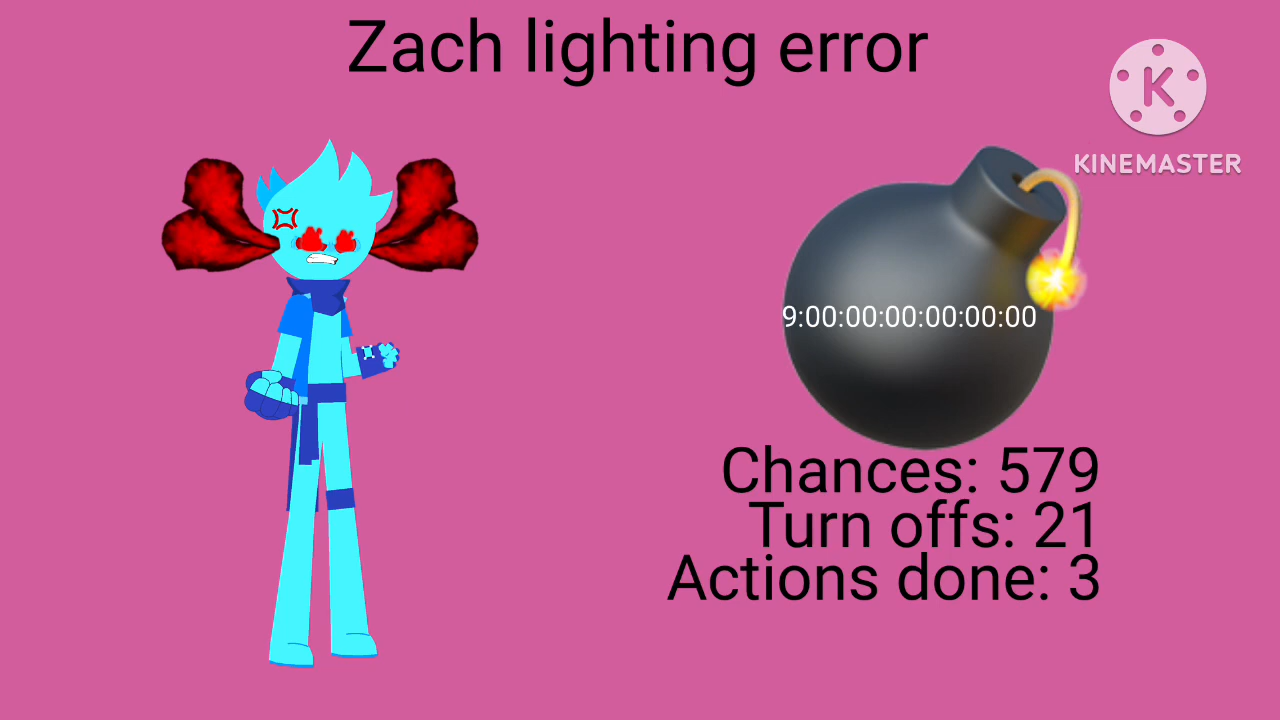 Zach lighting error
K
KINEMASTER
9:00:00:00:00:00:00
Chances: 579
Turn offs: 21
Actions done: 3